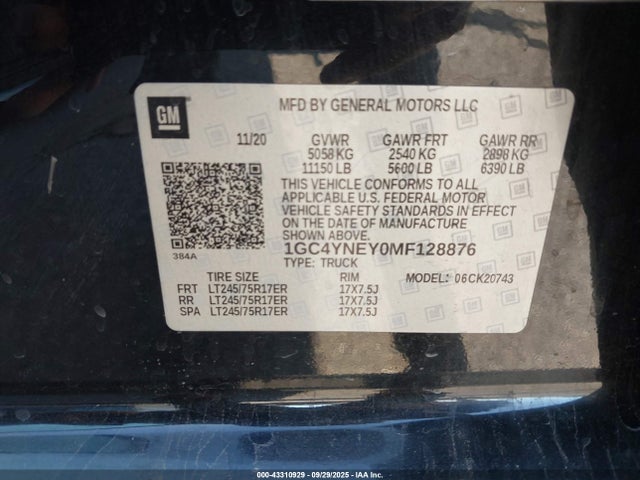 GM
MFD BY GENERAL MOTORS LLC
11/20 GVWR GAWR FRT GAWR RR
5058 KG 2540 KG 2898 KG
11150 LB 5600 LB 6390 LB
THIS VEHICLE CONFORMS TO ALL
APPLICABLE U.S. FEDERAL MOTOR
VEHICLE SAFETY STANDARDS IN EFFECT
ON THE DATE OF MANUFACTURE
SHOWN ABOVE.
384A
1GC4YNEY0MF128876
TYPE: TRUCK
TIRE SIZE RIM MODEL: 06CK20743
FRT LT245/75R17ER 17X7.5J
RR LT245/75R17ER 17X7.5J
SPA LT245/75R17ER 17X7.5J
000-43310929 - 09/29/2025 - IAA Inc.